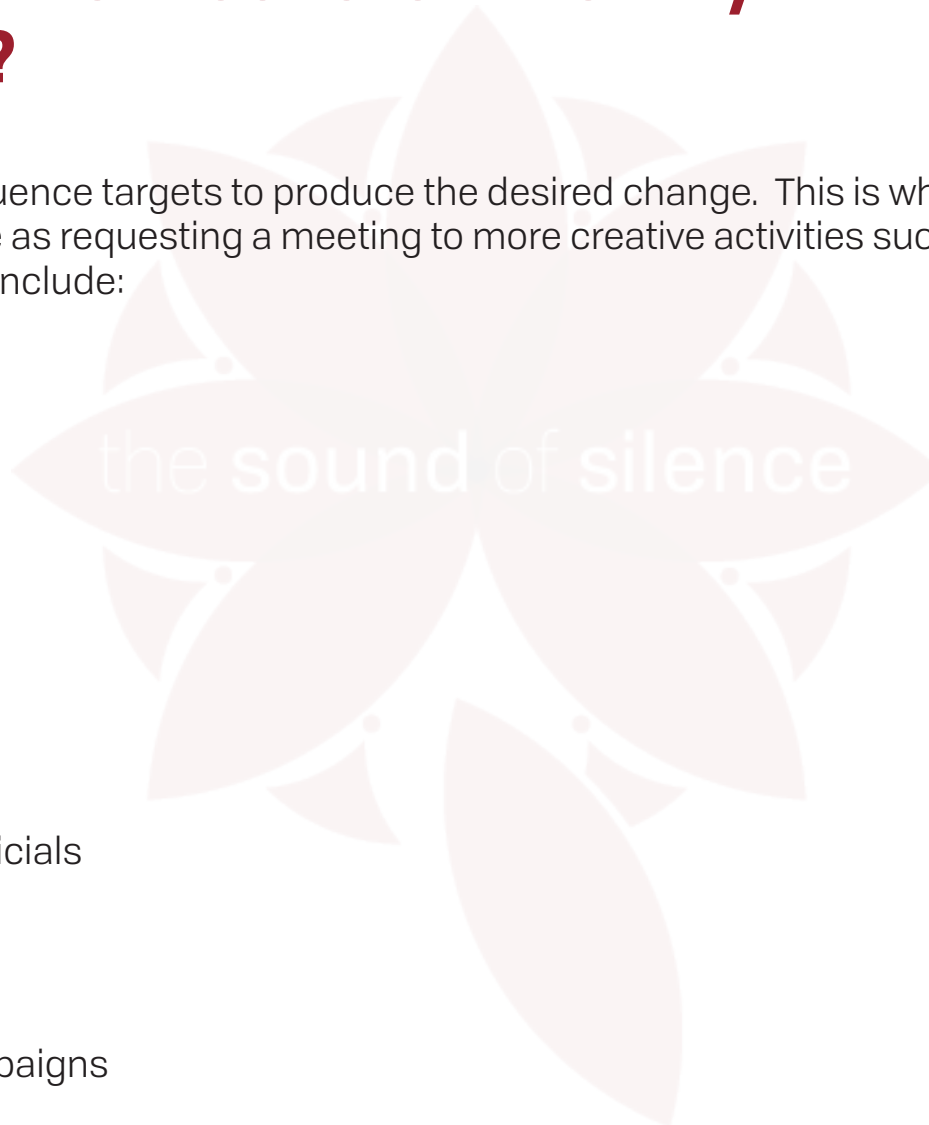 ?
uence targets to produce the desired change. This is wh
e as requesting a meeting to more creative activities suc
nclude:
the sound of silence
icials
paigns